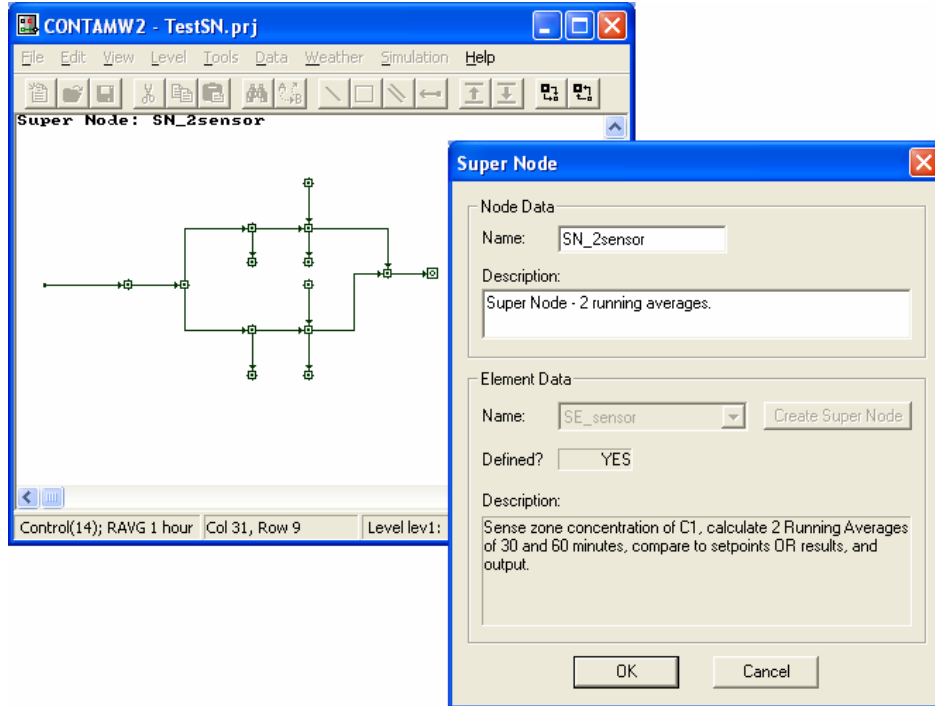 CONTAMW2 - TestSN.prj
File Edit View Level Tools Data Weather Simulation Help
Super Node: SN_2sensor
Control(14); RAVG 1 hour Col 31, Row 9 Level lev1:
Super Node
Node Data
Name: SN_2sensor
Description:
Super Node - 2 running averages.
Element Data
Name: SE_sensor Create Super Node
Defined? YES
Description:
Sense zone concentration of C1, calculate 2 Running Averages
of 30 and 60 minutes, compare to setpoints OR results, and
output.
OK Cancel